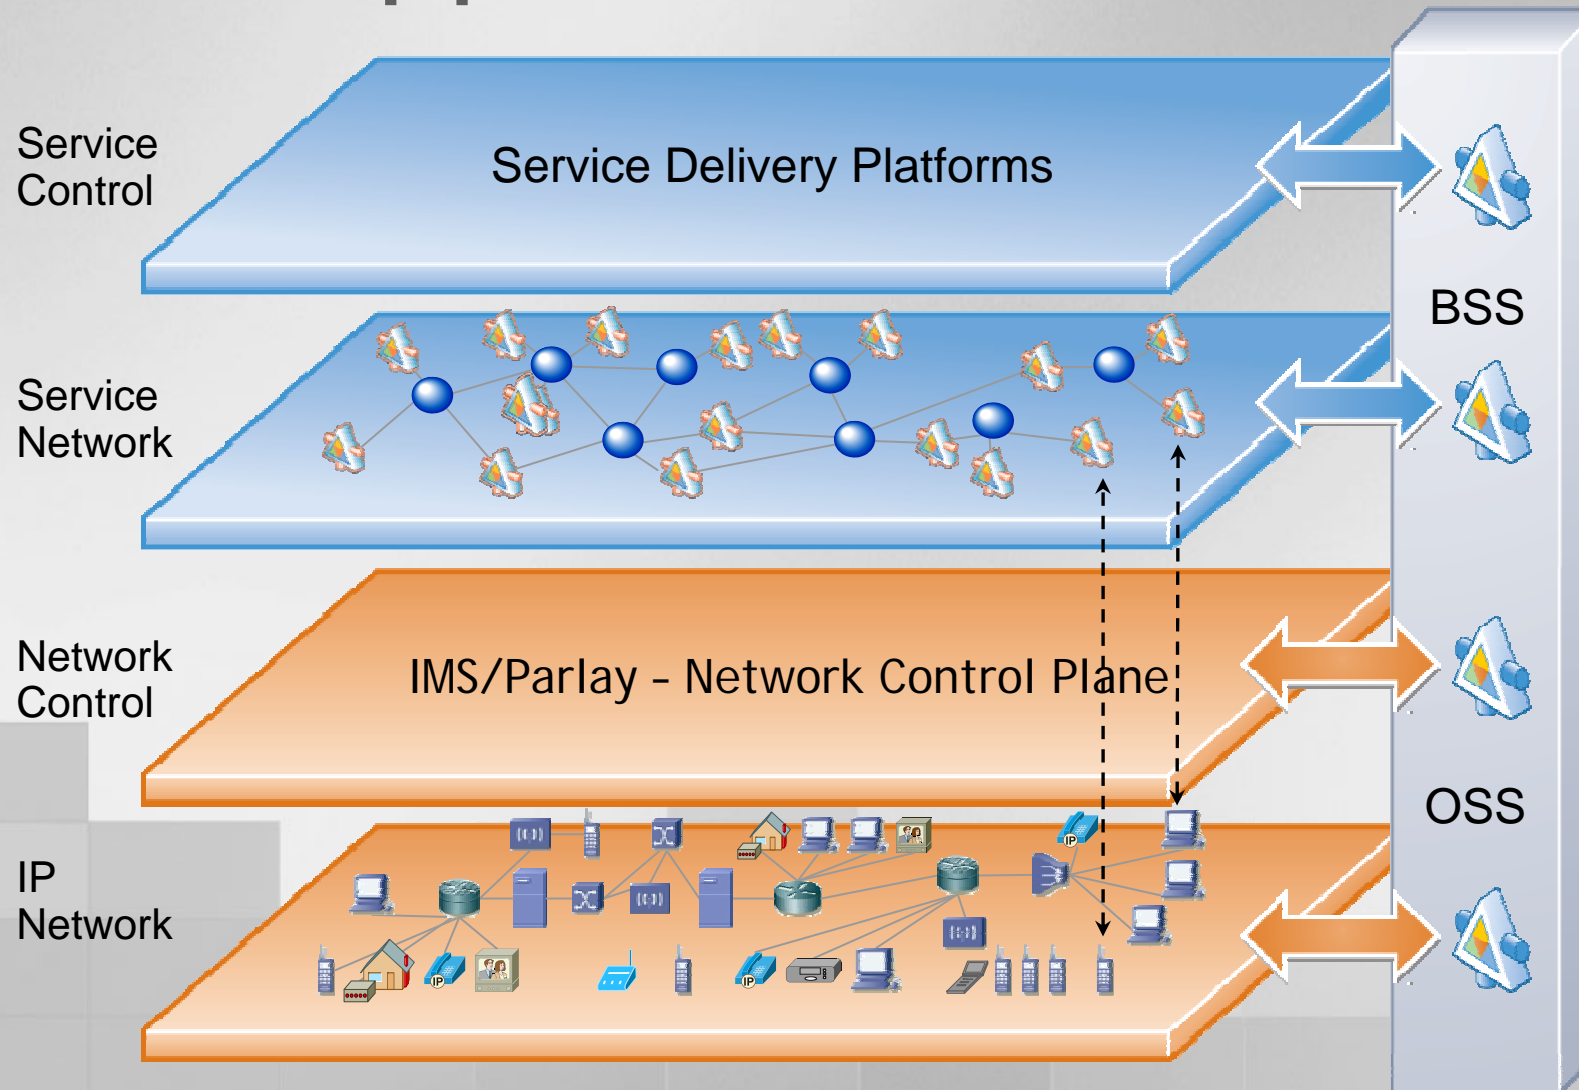 Service
Control
Service Delivery Platforms
BSS
Service
Network
Network
Control
IMS/Parlay - Network Control Plane
OSS
IP
Network
IP
IP
IP